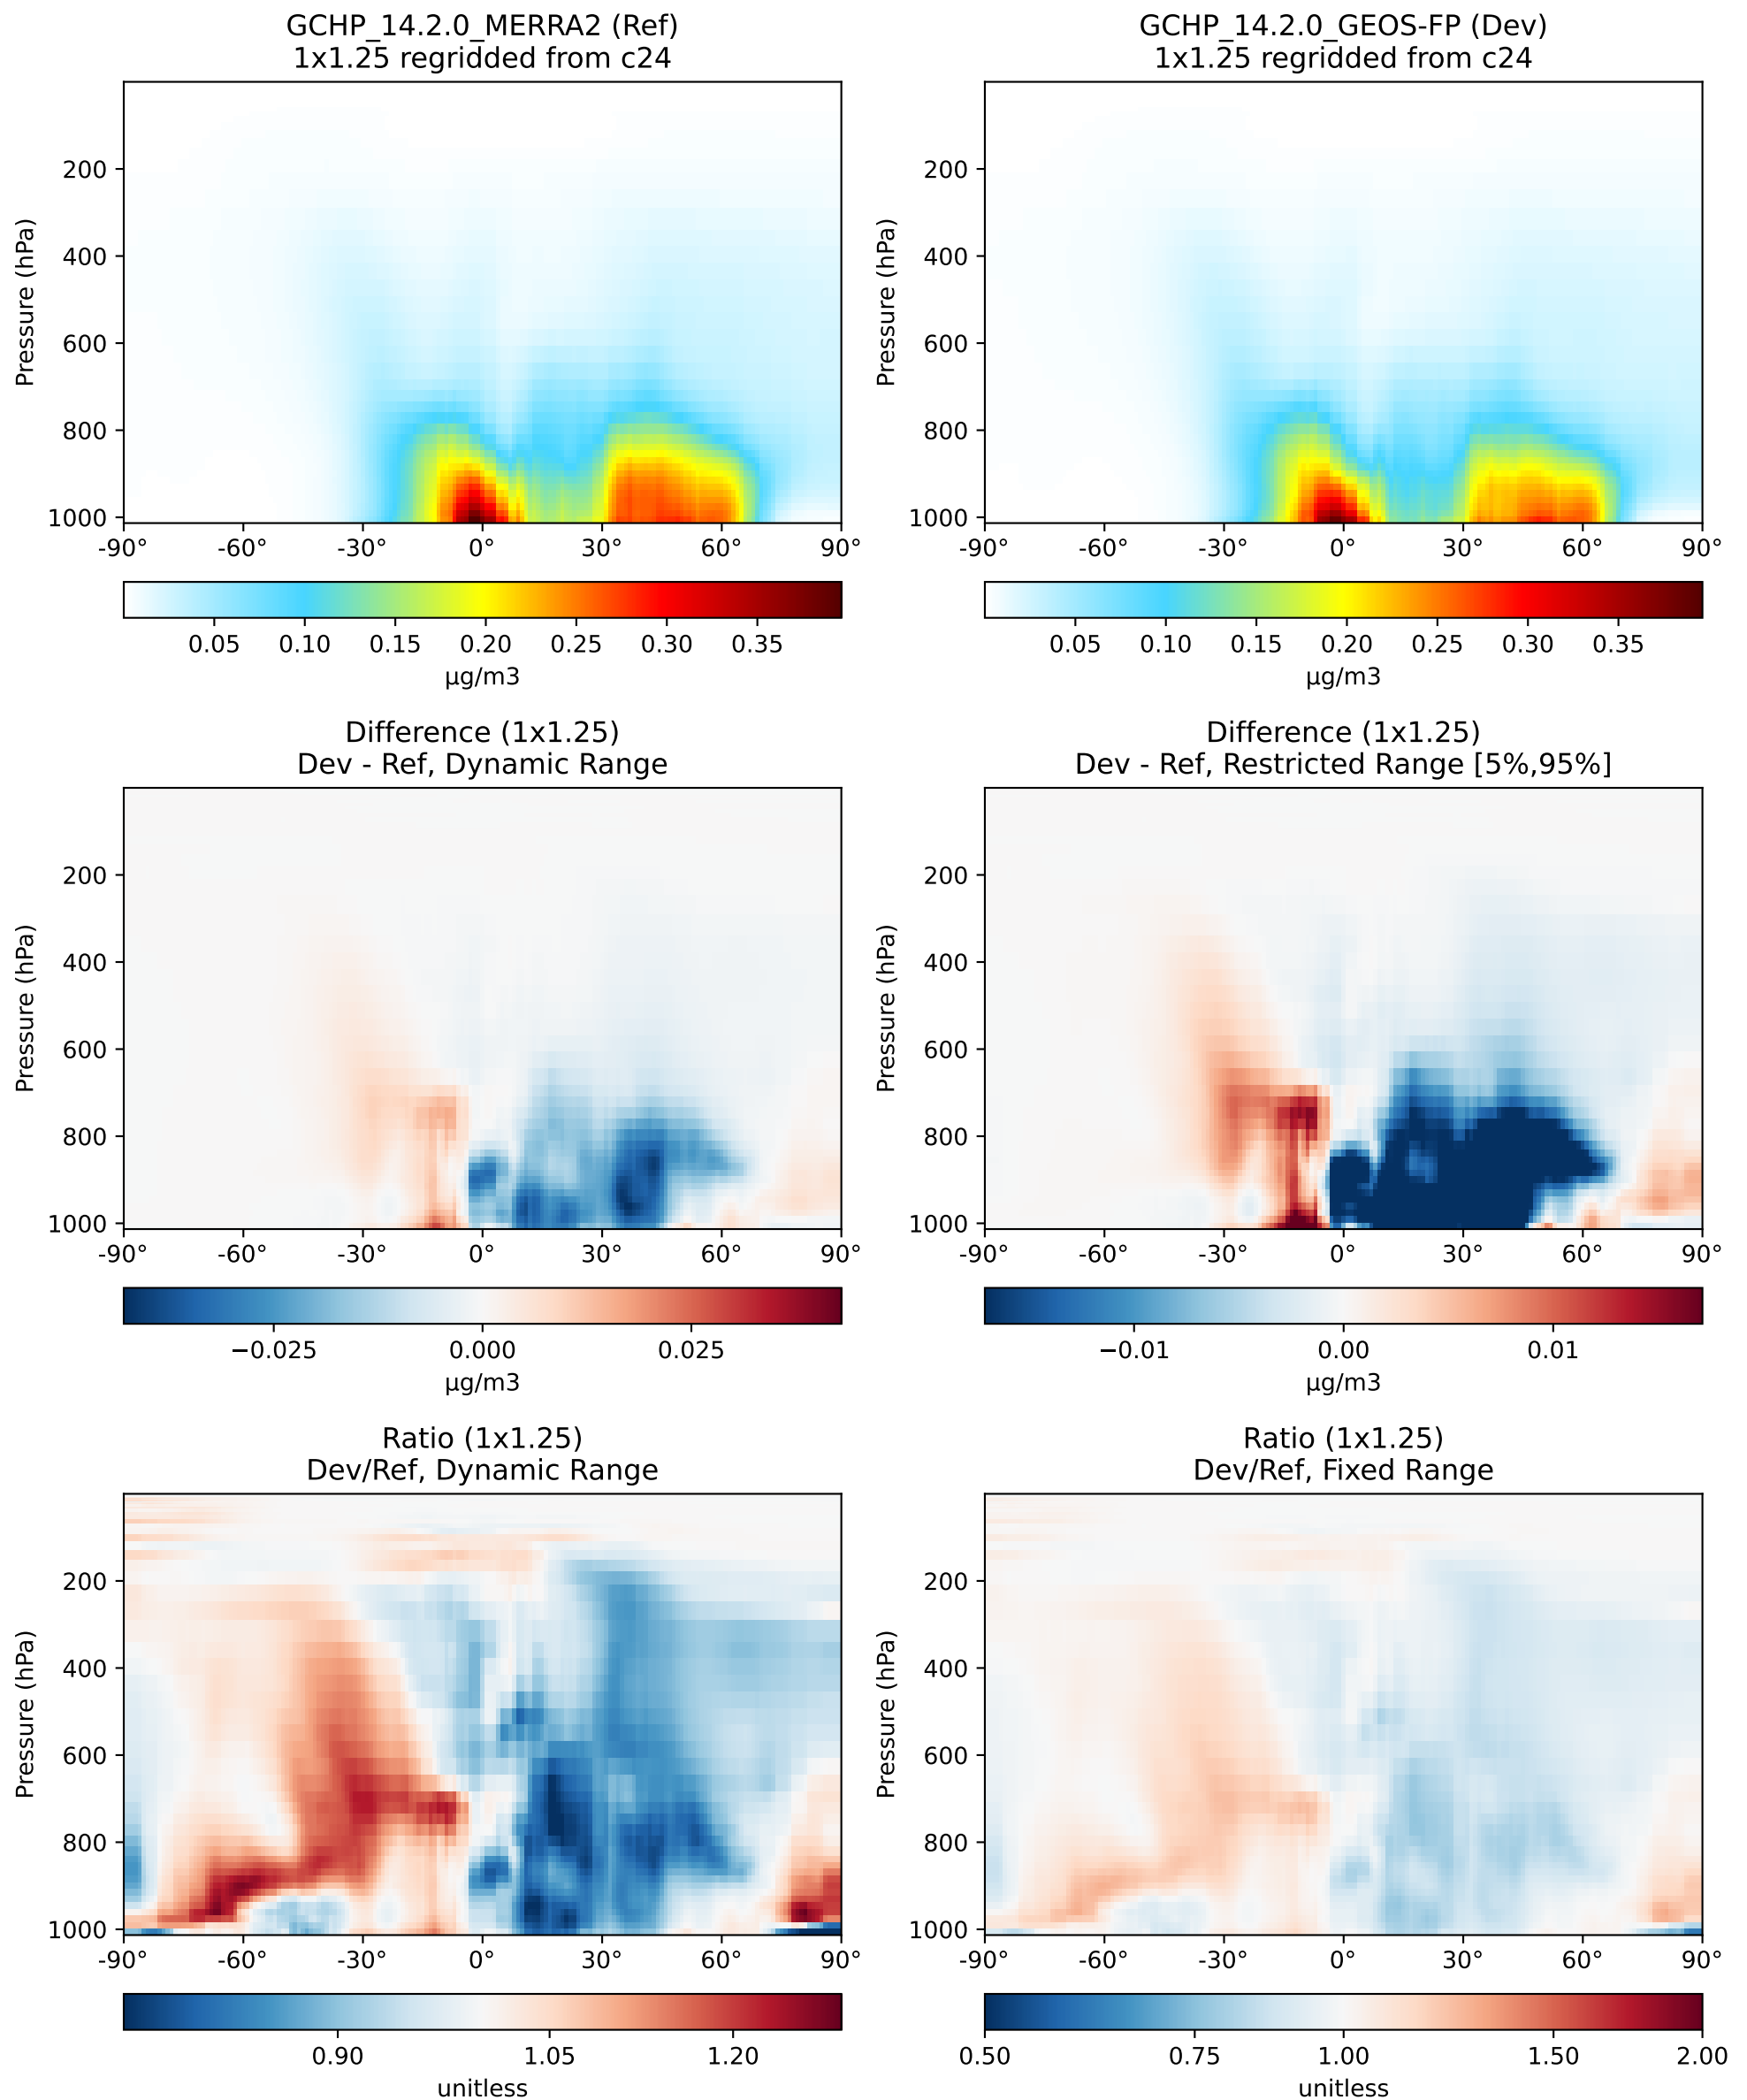 GCHP_14.2.0_MERRA2 (Ref)
1x1.25 regridded from c24
Pressure (hPa)
200
400
600
800
1000
-90° -60° -30° 0° 30° 60° 90°
0.05 0.10 0.15 0.20 0.25 0.30 0.35
μg/m3
GCHP_14.2.0_GEOS-FP (Dev)
1x1.25 regridded from c24
Pressure (hPa)
200
400
600
800
1000
-90° -60° -30° 0° 30° 60° 90°
0.05 0.10 0.15 0.20 0.25 0.30 0.35
μg/m3
Difference (1x1.25)
Dev - Ref, Dynamic Range
Pressure (hPa)
200
400
600
800
1000
-90° -60° -30° 0° 30° 60° 90°
−0.025 0.000 0.025
μg/m3
Difference (1x1.25)
Dev - Ref, Restricted Range [5%,95%]
Pressure (hPa)
200
400
600
800
1000
-90° -60° -30° 0° 30° 60° 90°
−0.01 0.00 0.01
μg/m3
Ratio (1x1.25)
Dev/Ref, Dynamic Range
Pressure (hPa)
200
400
600
800
1000
-90° -60° -30° 0° 30° 60° 90°
0.90 1.05 1.20
unitless
Ratio (1x1.25)
Dev/Ref, Fixed Range
Pressure (hPa)
200
400
600
800
1000
-90° -60° -30° 0° 30° 60° 90°
0.50 0.75 1.00 1.50 2.00
unitless